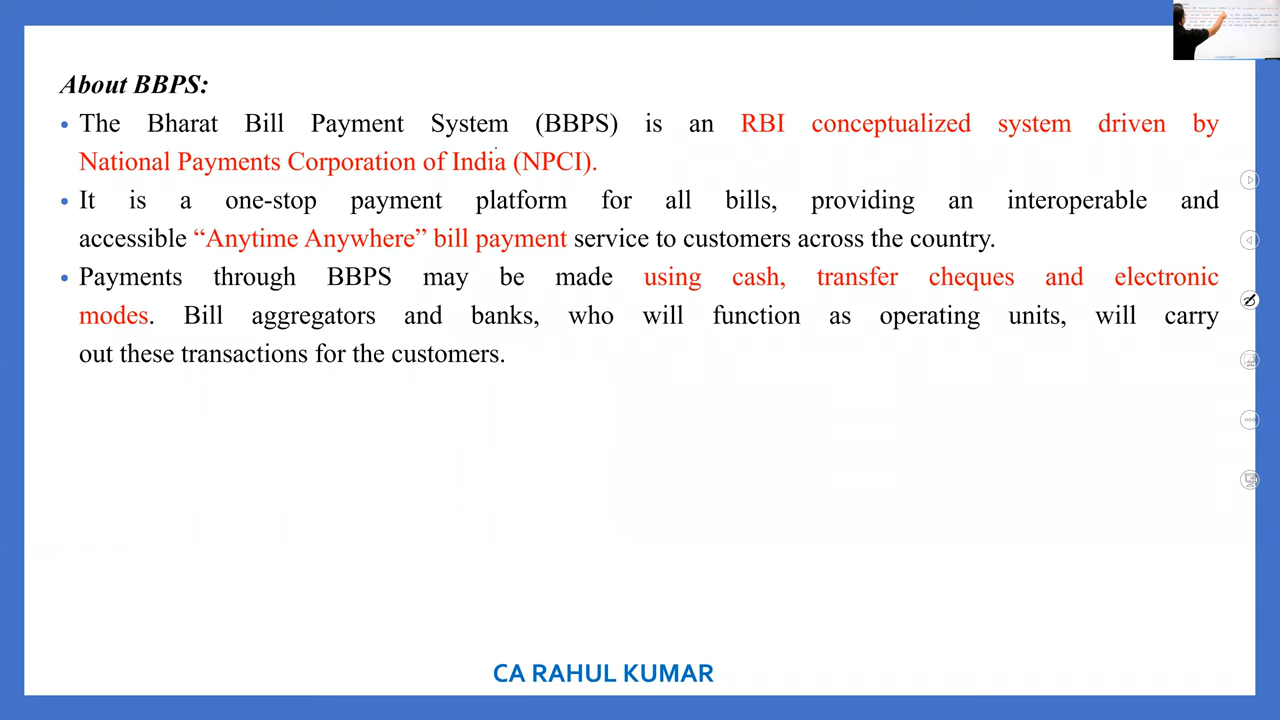 About BBPS:
• The Bharat Bill Payment System (BBPS) is an RBI conceptualized system driven by
National Payments Corporation of India (NPCI).
• It is a one-stop payment platform for all bills, providing an interoperable and
accessible “Anytime Anywhere” bill payment service to customers across the country.
• Payments through BBPS may be made using cash, transfer cheques and electronic
modes. Bill aggregators and banks, who will function as operating units, will carry
out these transactions for the customers.
CA RAHUL KUMAR